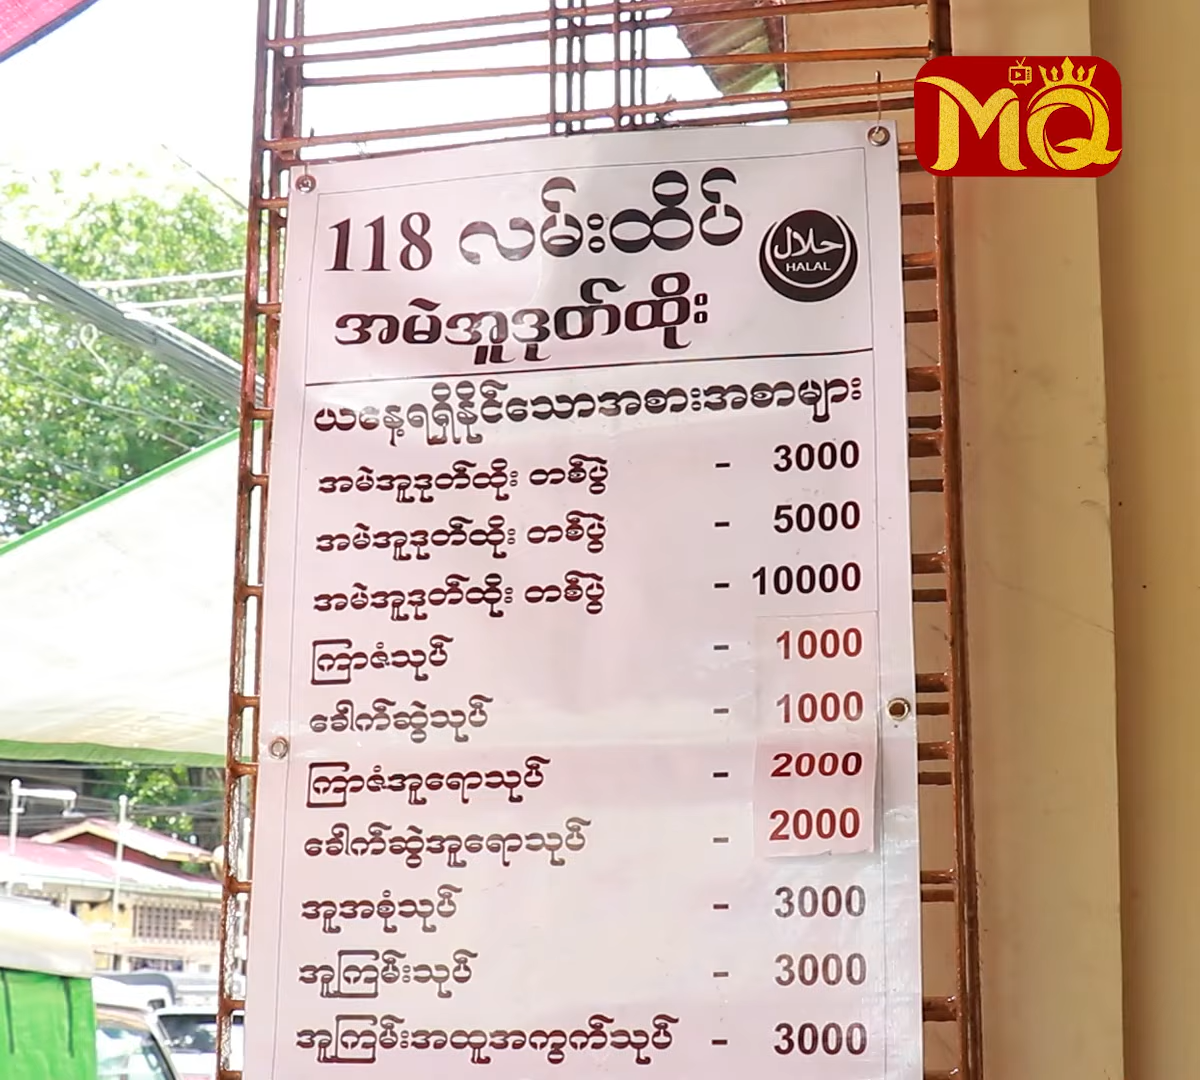 MQ
118 လမ်းထိပ်
حلال
HALAL
အမဲအူဒုတ်ထိုး
ယနေ့ရရှိနိုင်သောအစားအစာများ
အမဲအူဒုတ်ထိုး တစ်ပွဲ - 3000
အမဲအူဒုတ်ထိုး တစ်ပွဲ - 5000
အမဲအူဒုတ်ထိုး တစ်ပွဲ - 10000
ကြာဇံသုပ် - 1000
ခေါက်ဆွဲသုပ် - 1000
ကြာဇံအူရောသုပ် - 2000
ခေါက်ဆွဲအူရောသုပ် - 2000
အူအစုံသုပ် - 3000
အူကြမ်းသုပ် - 3000
အူကြမ်းအထူအကွက်သုပ် - 3000